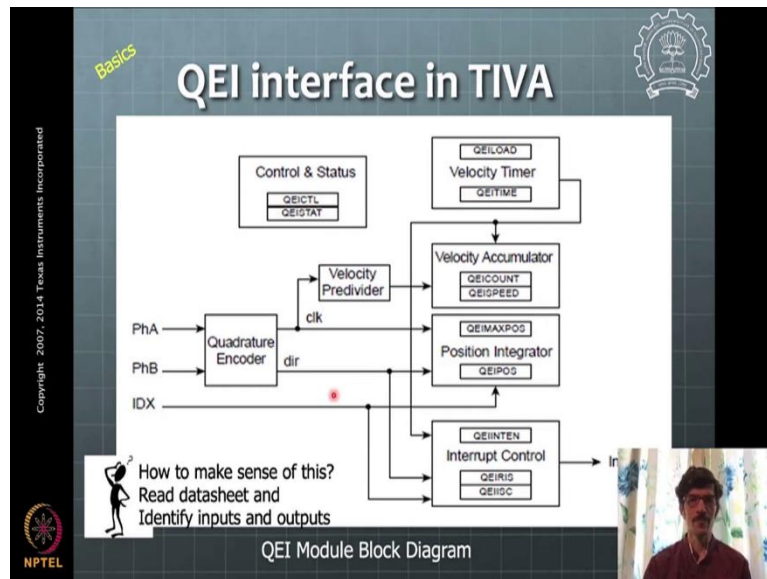 Basics
QEI interface in TIVA
Copyright 2007, 2014 Texas Instruments Incorporated
Control & Status
QEICTL
QEISTAT
QEILOAD
Velocity Timer
QEITIME
Velocity Predivider
Velocity Accumulator
QEICOUNT
QEISPEED
PhA
PhB
IDX
Quadrature
Encoder
clk
dir
QEIMAXPOS
Position Integrator
QEIPOS
QEIINTEN
Interrupt Control
QEIRIS
QEIISC
?
How to make sense of this?
Read datasheet and
Identify inputs and outputs
NPTEL
QEI Module Block Diagram